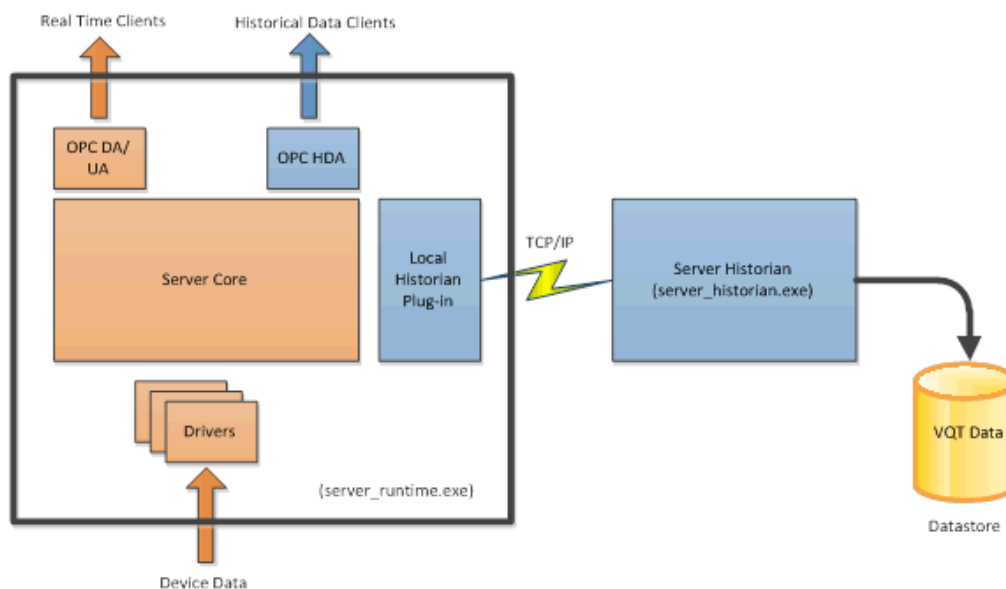 Real Time Clients
Historical Data Clients
OPC DA/
UA
OPC HDA
TCP/IP
Server Core
Local
Historian
Plug-in
Server Historian
(server_historian.exe)
Drivers
VQT Data
(server_runtime.exe)
Datastore
Device Data